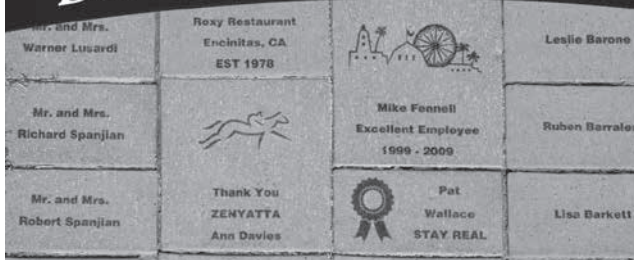 Mr. and Mrs.
Warner Lusardi
Roxy Restaurant
Encinitas, CA
EST 1978
Leslie Barone
Mr. and Mrs.
Richard Spanjian
Thank You
ZENYATTA
Ann Davies
Mike Fennell
Excellent Employee
1999 - 2009
Ruben Barrales
Mr. and Mrs.
Robert Spanjian
Pat
Wallace
STAY REAL
Lisa Barkett